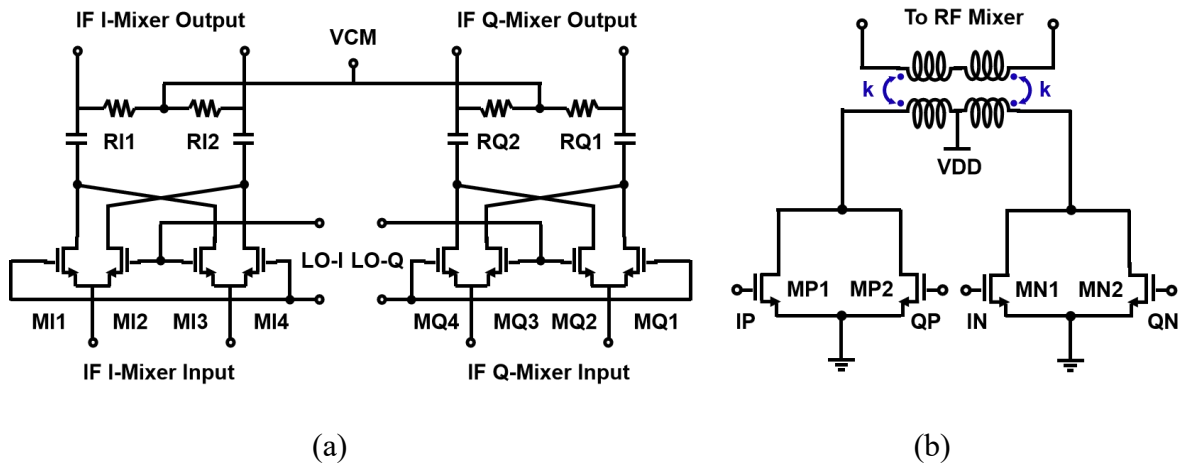 IF I-Mixer Output
IF Q-Mixer Output
VCM
RI1
RI2
RQ2
RQ1
LO-I
LO-Q
MI1
MI2
MI3
MI4
MQ4
MQ3
MQ2
MQ1
IF I-Mixer Input
IF Q-Mixer Input
(a)
To RF Mixer
k
k
VDD
MP1
MP2
MN1
MN2
IP
QP
IN
QN
(b)